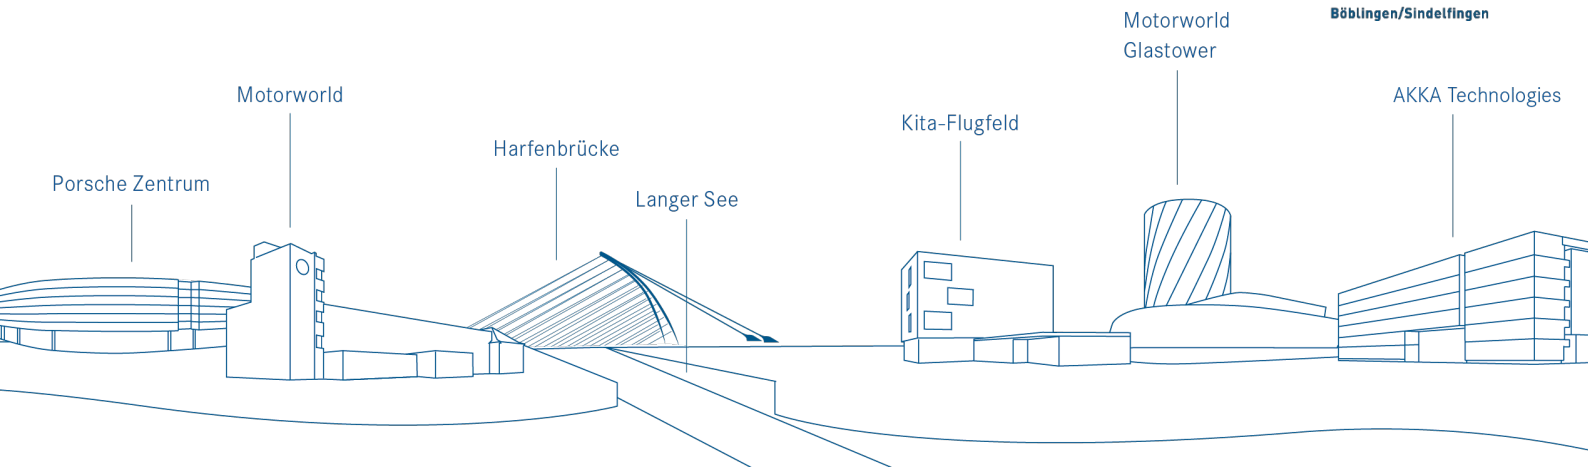 Böblingen/Sindelfingen
Motorworld
Glastower
Motorworld
AKKA Technologies
Kita-Flugfeld
Harfenbrücke
Porsche Zentrum
Langer See